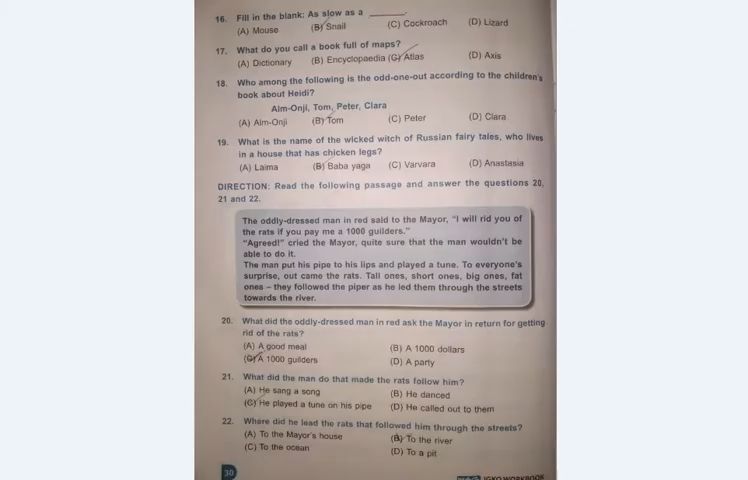 16. Fill in the blank: As slow as a ________.
(A) Mouse (B) Snail (C) Cockroach (D) Lizard
17. What do you call a book full of maps?
(A) Dictionary (B) Encyclopaedia (C) Atlas (D) Axis
18. Who among the following is the odd-one-out according to the children's
book about Heidi?
Alm-Onji, Tom, Peter, Clara
(A) Alm-Onji (B) Tom (C) Peter (D) Clara
19. What is the name of the wicked witch of Russian fairy tales, who lives
in a house that has chicken legs?
(A) Laima (B) Baba yaga (C) Varvara (D) Anastasia
DIRECTION: Read the following passage and answer the questions 20,
21 and 22.
The oddly-dressed man in red said to the Mayor, "I will rid you of
the rats if you pay me a 1000 guilders."
"Agreed!" cried the Mayor, quite sure that the man wouldn't be
able to do it.
The man put his pipe to his lips and played a tune. To everyone's
surprise, out came the rats. Tall ones, short ones, big ones, fat
ones – they followed the piper as he led them through the streets
towards the river.
20. What did the oddly-dressed man in red ask the Mayor in return for getting
rid of the rats?
(A) A good meal (B) A 1000 dollars
(C) A 1000 guilders (D) A party
21. What did the man do that made the rats follow him?
(A) He sang a song (B) He danced
(C) He played a tune on his pipe (D) He called out to them
22. Where did he lead the rats that followed him through the streets?
(A) To the Mayor's house (B) To the river
(C) To the ocean (D) To a pit
30
IGKO WORKBOOK